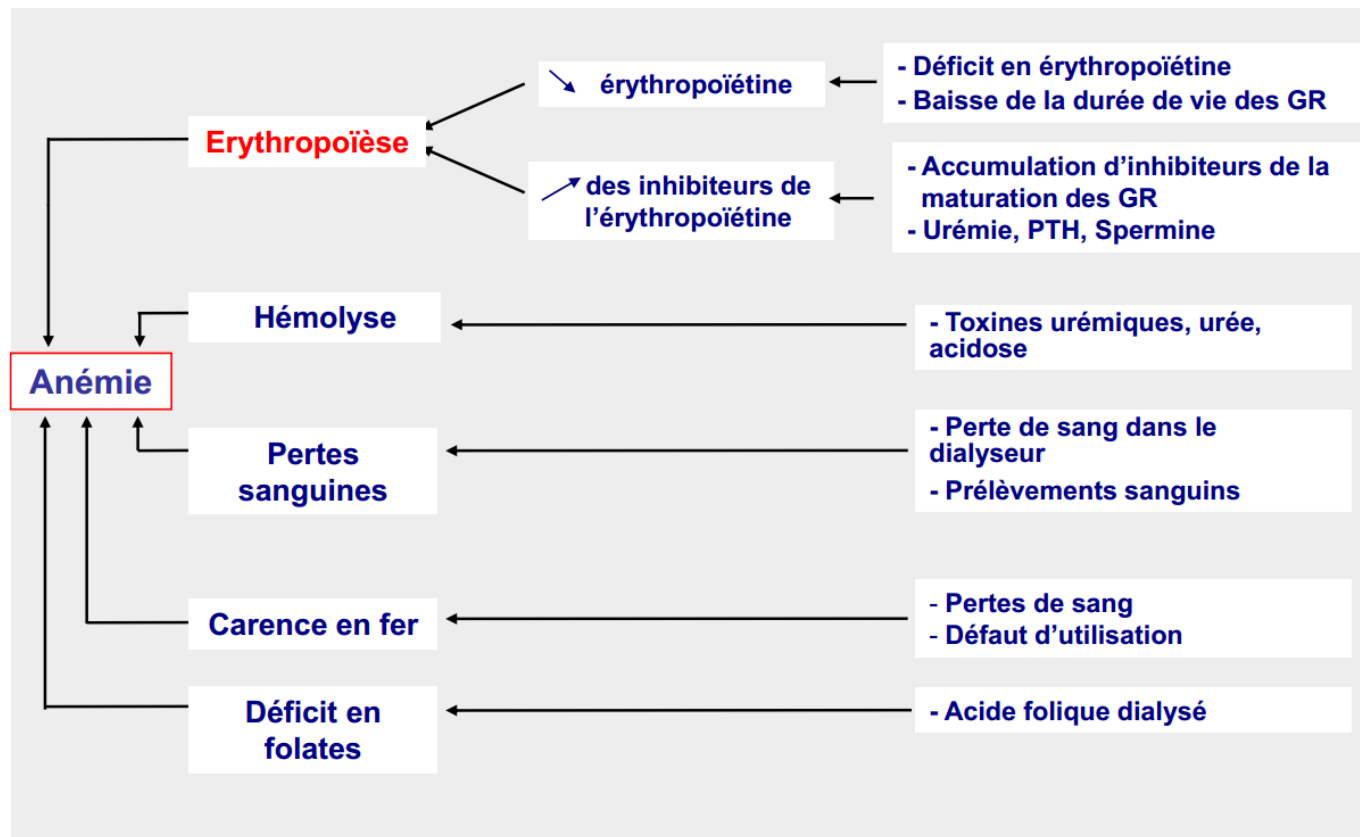 érythropoïétine
- Déficit en érythropoïétine
- Baisse de la durée de vie des GR
Erythropoïèse
des inhibiteurs de
l'érythropoïétine
- Accumulation d'inhibiteurs de la
maturation des GR
- Urémie, PTH, Spermine
Hémolyse
- Toxines urémiques, urée,
acidose
Anémie
Pertes
sanguines
- Perte de sang dans le
dialyseur
- Prélèvements sanguins
Carence en fer
- Pertes de sang
- Défaut d'utilisation
Déficit en
folates
- Acide folique dialysé